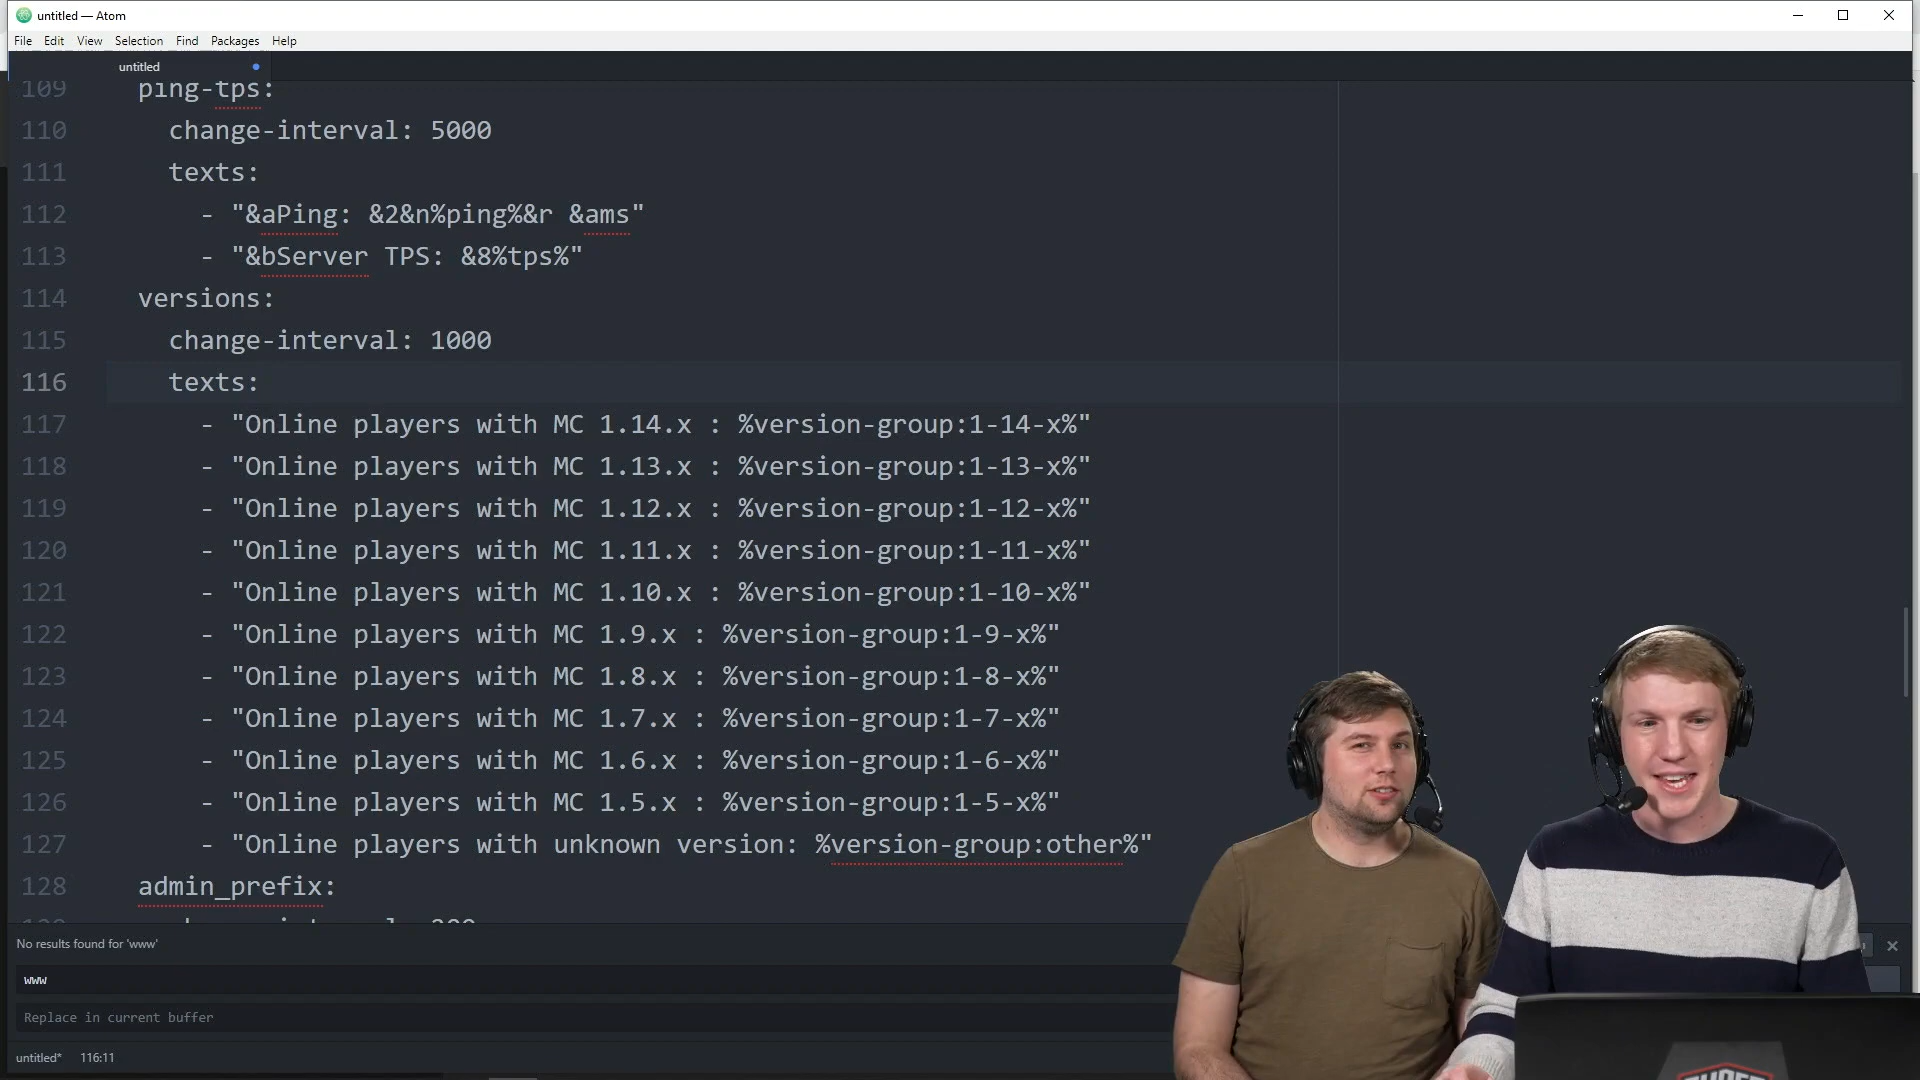 untitled — Atom
File Edit View Selection Find Packages Help
untitled
109 ping-tps:
110 change-interval: 5000
111 texts:
112 - "&aPing: &2&n%ping%&r &ams"
113 - "&bServer TPS: &8%tps%"
114 versions:
115 change-interval: 1000
116 texts:
117 - "Online players with MC 1.14.x : %version-group:1-14-x%"
118 - "Online players with MC 1.13.x : %version-group:1-13-x%"
119 - "Online players with MC 1.12.x : %version-group:1-12-x%"
120 - "Online players with MC 1.11.x : %version-group:1-11-x%"
121 - "Online players with MC 1.10.x : %version-group:1-10-x%"
122 - "Online players with MC 1.9.x : %version-group:1-9-x%"
123 - "Online players with MC 1.8.x : %version-group:1-8-x%"
124 - "Online players with MC 1.7.x : %version-group:1-7-x%"
125 - "Online players with MC 1.6.x : %version-group:1-6-x%"
126 - "Online players with MC 1.5.x : %version-group:1-5-x%"
127 - "Online players with unknown version: %version-group:other%"
128 admin_prefix:
No results found for 'www'
www
Replace in current buffer
untitled* 116:11